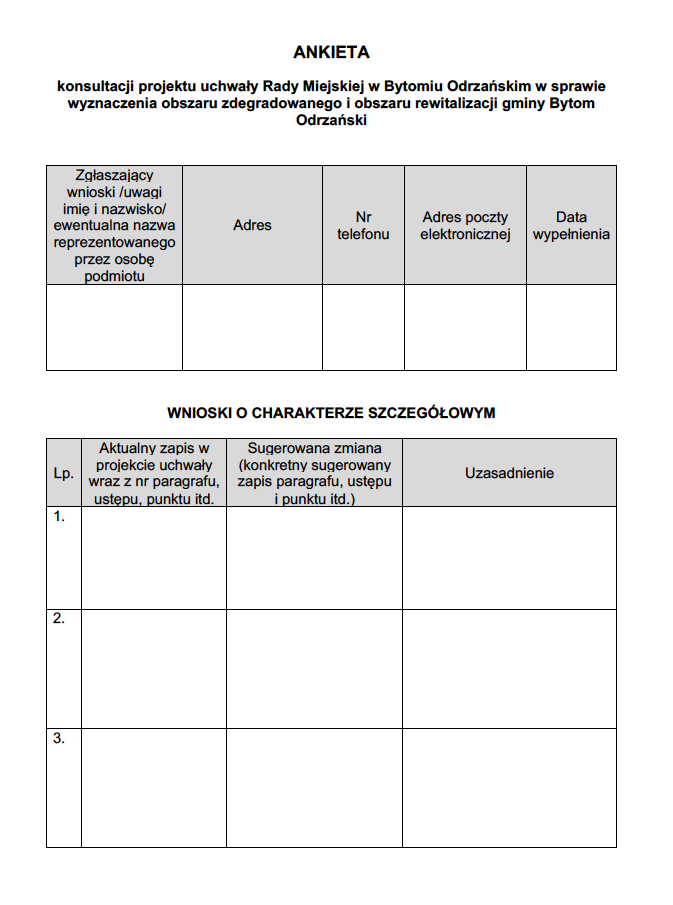 ANKIETA
konsultacji projektu uchwały Rady Miejskiej w Bytomiu Odrzańskim w sprawie
wyznaczenia obszaru zdegradowanego i obszaru rewitalizacji gminy Bytom
Odrzański
Zgłaszający
wnioski /uwagi
imię i nazwisko/
ewentualna nazwa
reprezentowanego
przez osobę
podmiotu
Adres
Nr
telefonu
Adres poczty
elektronicznej
Data
wypełnienia
WNIOSKI O CHARAKTERZE SZCZEGÓŁOWYM
Lp.
Aktualny zapis w
projekcie uchwały
wraz z nr paragrafu,
ustępu, punktu itd.
Sugerowana zmiana
(konkretny sugerowany
zapis paragrafu, ustępu
i punktu itd.)
Uzasadnienie
1.
2.
3.